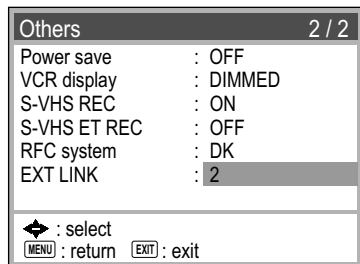 Others 2 / 2
Power save : OFF
VCR display : DIMMED
S-VHS REC : ON
S-VHS ET REC : OFF
RFC system : DK
EXT LINK : 2
: select
MENU : return EXIT : exit